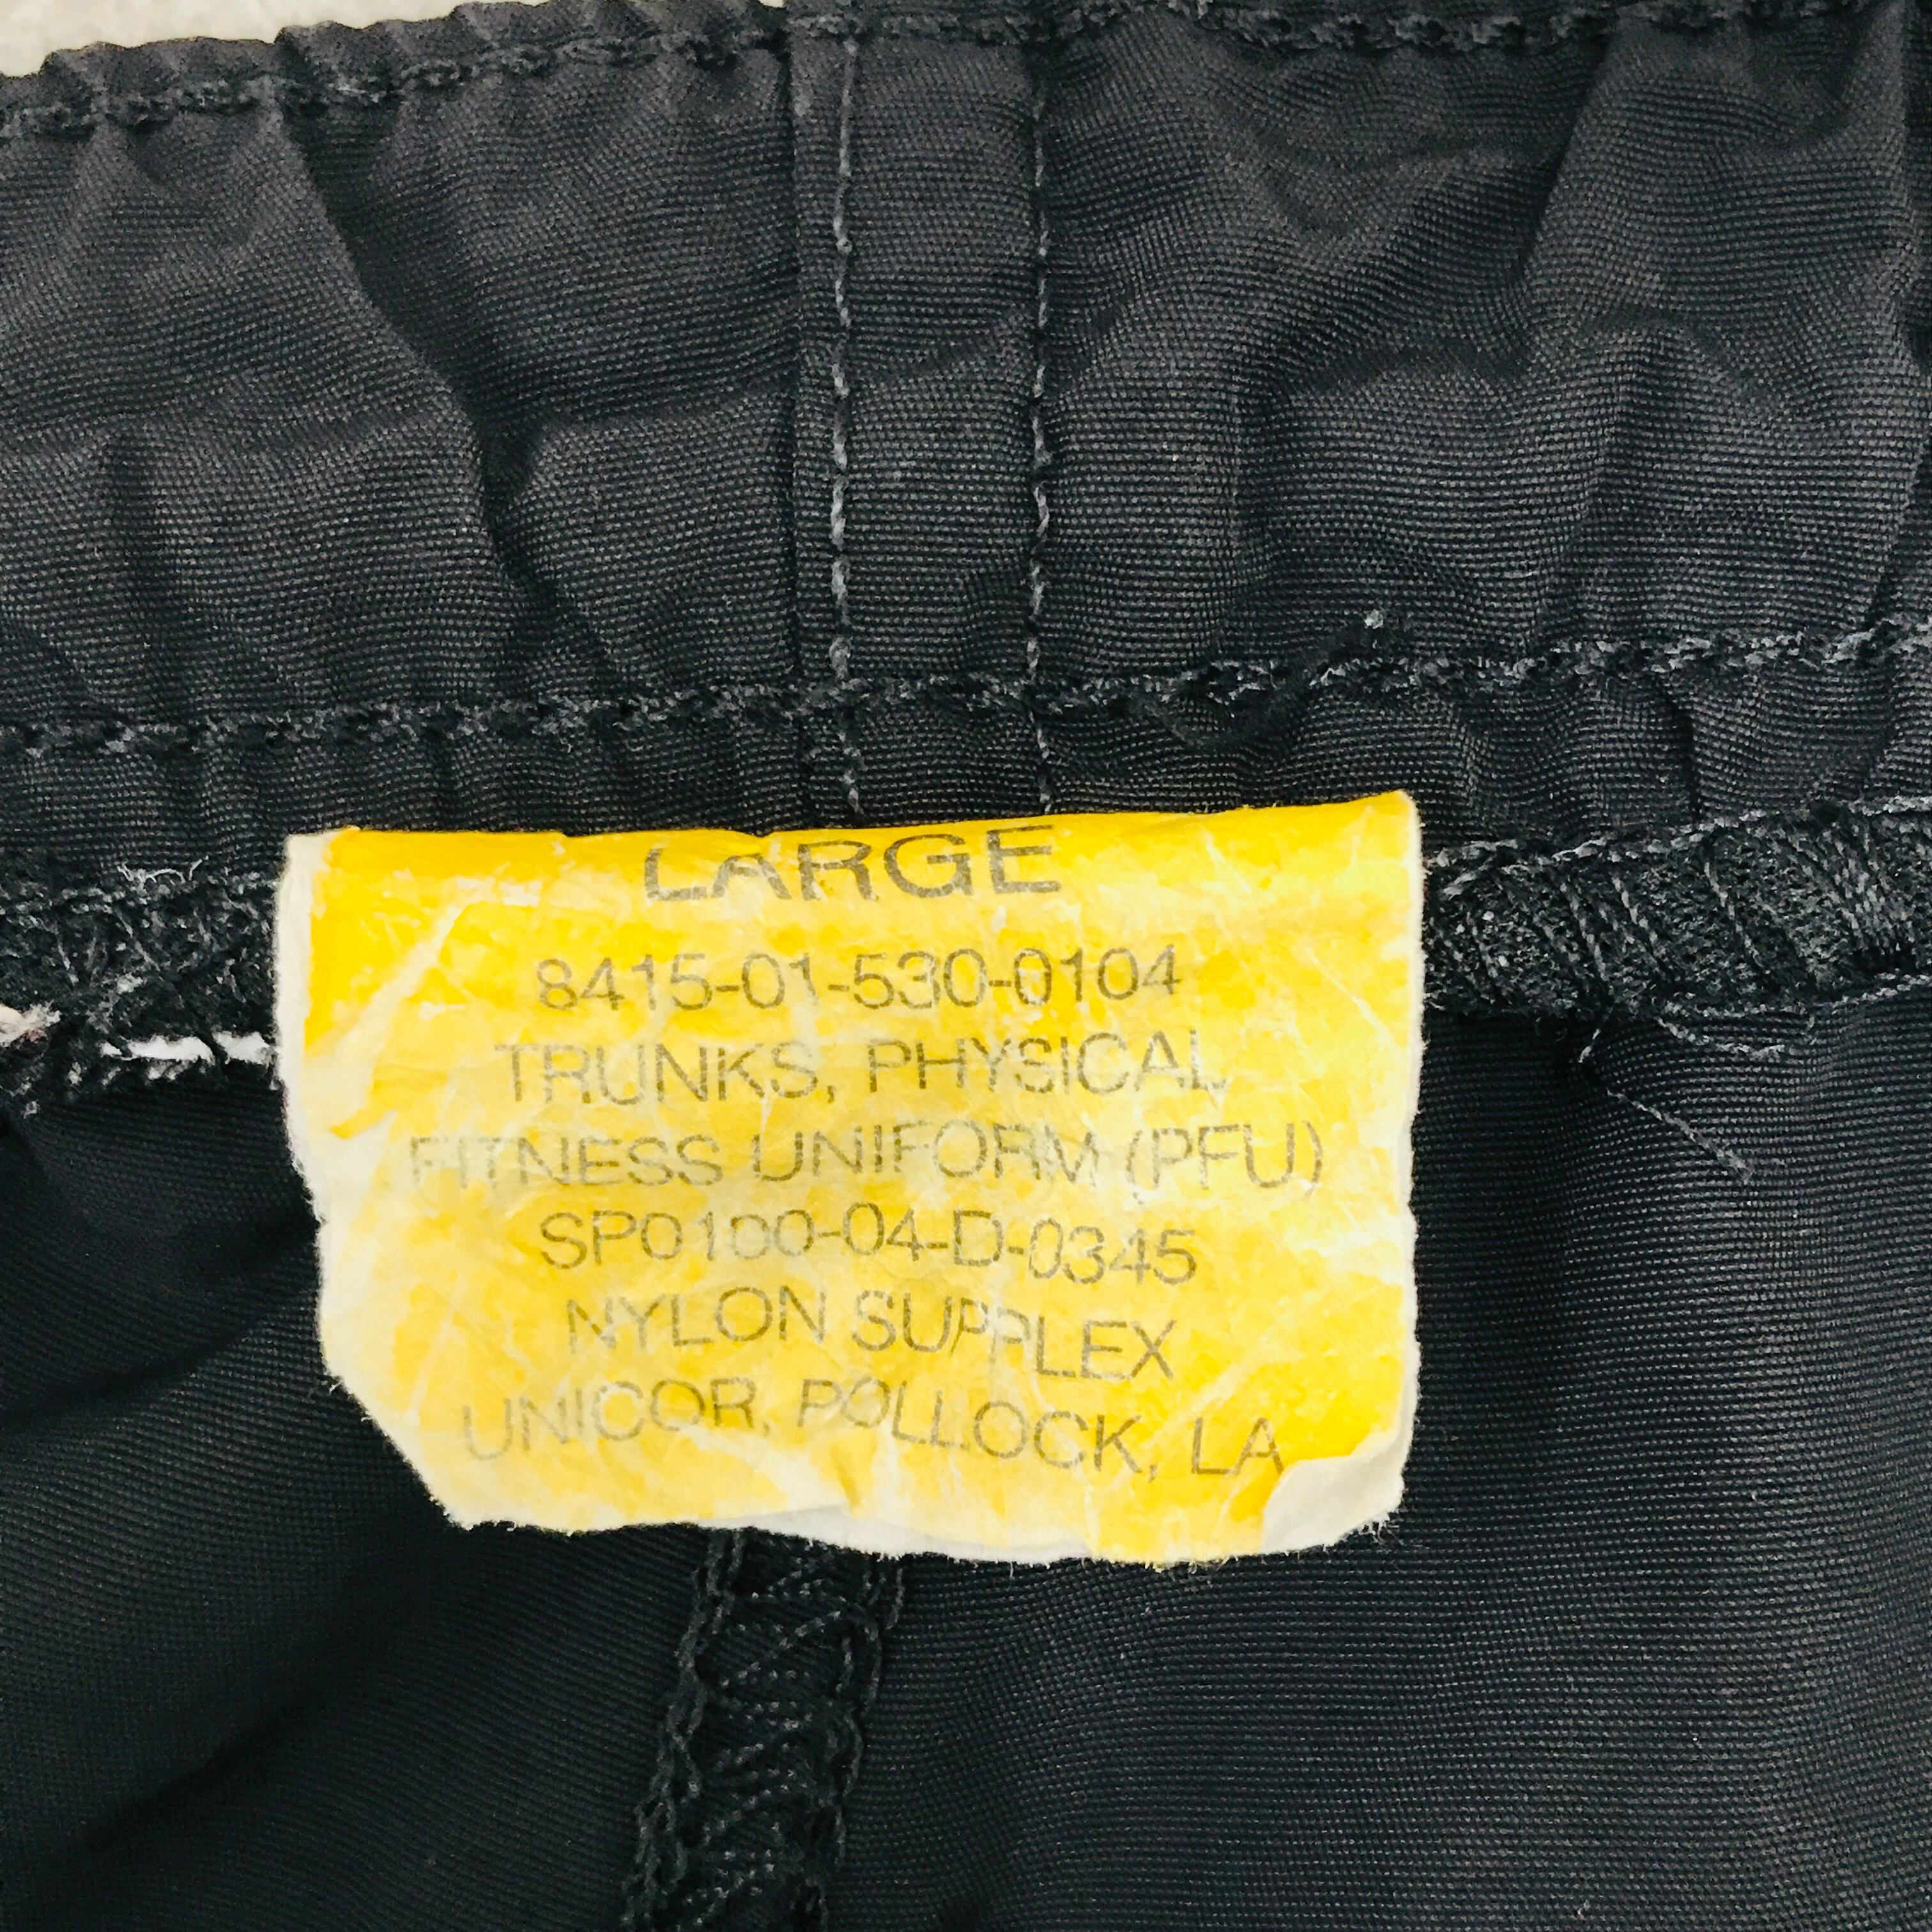 LARGE
8415-01-530-0104
TRUNKS, PHYSICAL
FITNESS UNIFORM (PFU)
SP0100-04-D-0345
NYLON SUPPLEX
UNICOR, POLLOCK, LA